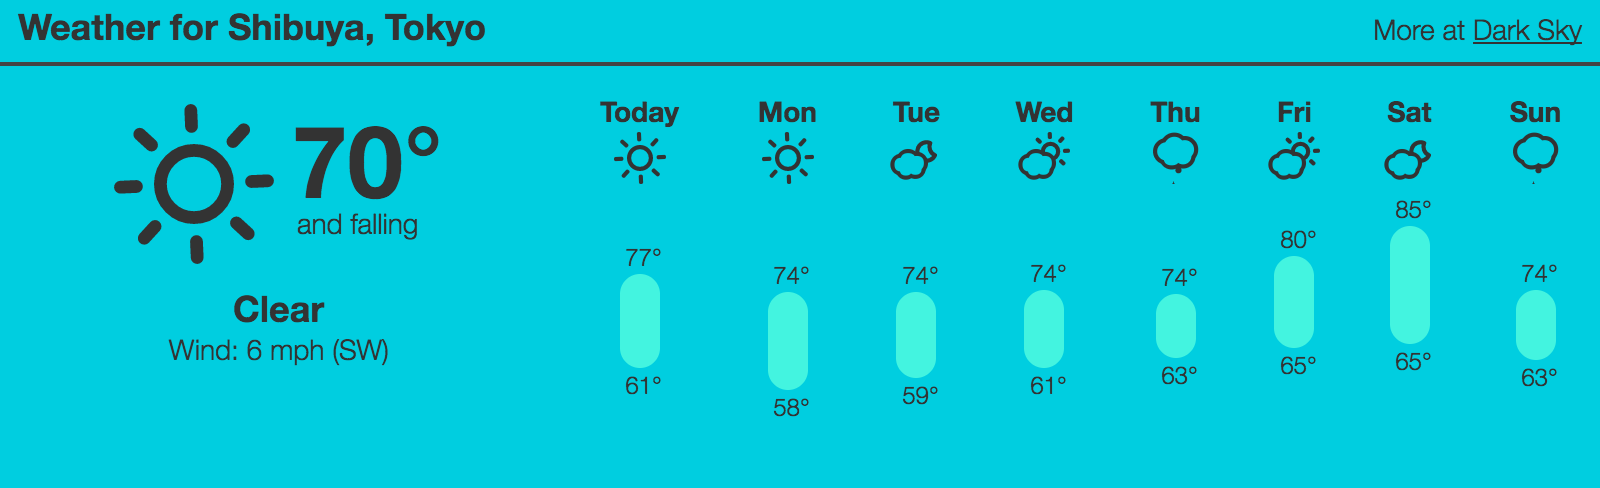 Weather for Shibuya, Tokyo
More at Dark Sky
70°
and falling
Clear
Wind: 6 mph (SW)
Today Mon Tue Wed Thu Fri Sat Sun
77° 74° 74° 74° 74° 80° 85° 74°
61° 58° 59° 61° 63° 65° 65° 63°